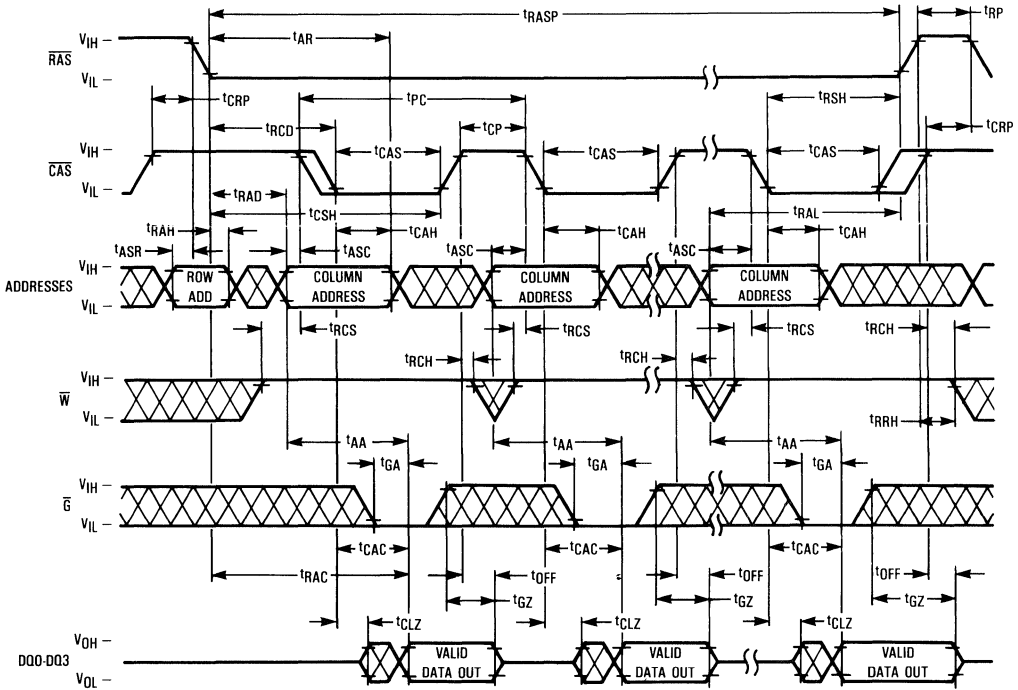 tRASP
tRP
tAR
VIH
RAS
VIL
tCRP
tPC
tRSH
tRCD
tCP
tCRP
VIH
CAS
VIL
tCAS
tCAS
tCAS
tRAD
tCSH
tRAL
tRAH
tCAH
tCAH
tCAH
tASR
tASC
tASC
tASC
ADDRESSES
VIH
VIL
ROW ADD
COLUMN ADDRESS
COLUMN ADDRESS
COLUMN ADDRESS
tRCS
tRCS
tRCS
tRCH
tRCH
tRCH
W
VIH
VIL
tRRH
tAA
tAA
tAA
tGA
tGA
tGA
G
VIH
VIL
tCAC
tCAC
tCAC
tRAC
tOFF
tOFF
tOFF
tGZ
tGZ
tGZ
tCLZ
tCLZ
tCLZ
DQ0-DQ3
VOH
VOL
VALID DATA OUT
VALID DATA OUT
VALID DATA OUT